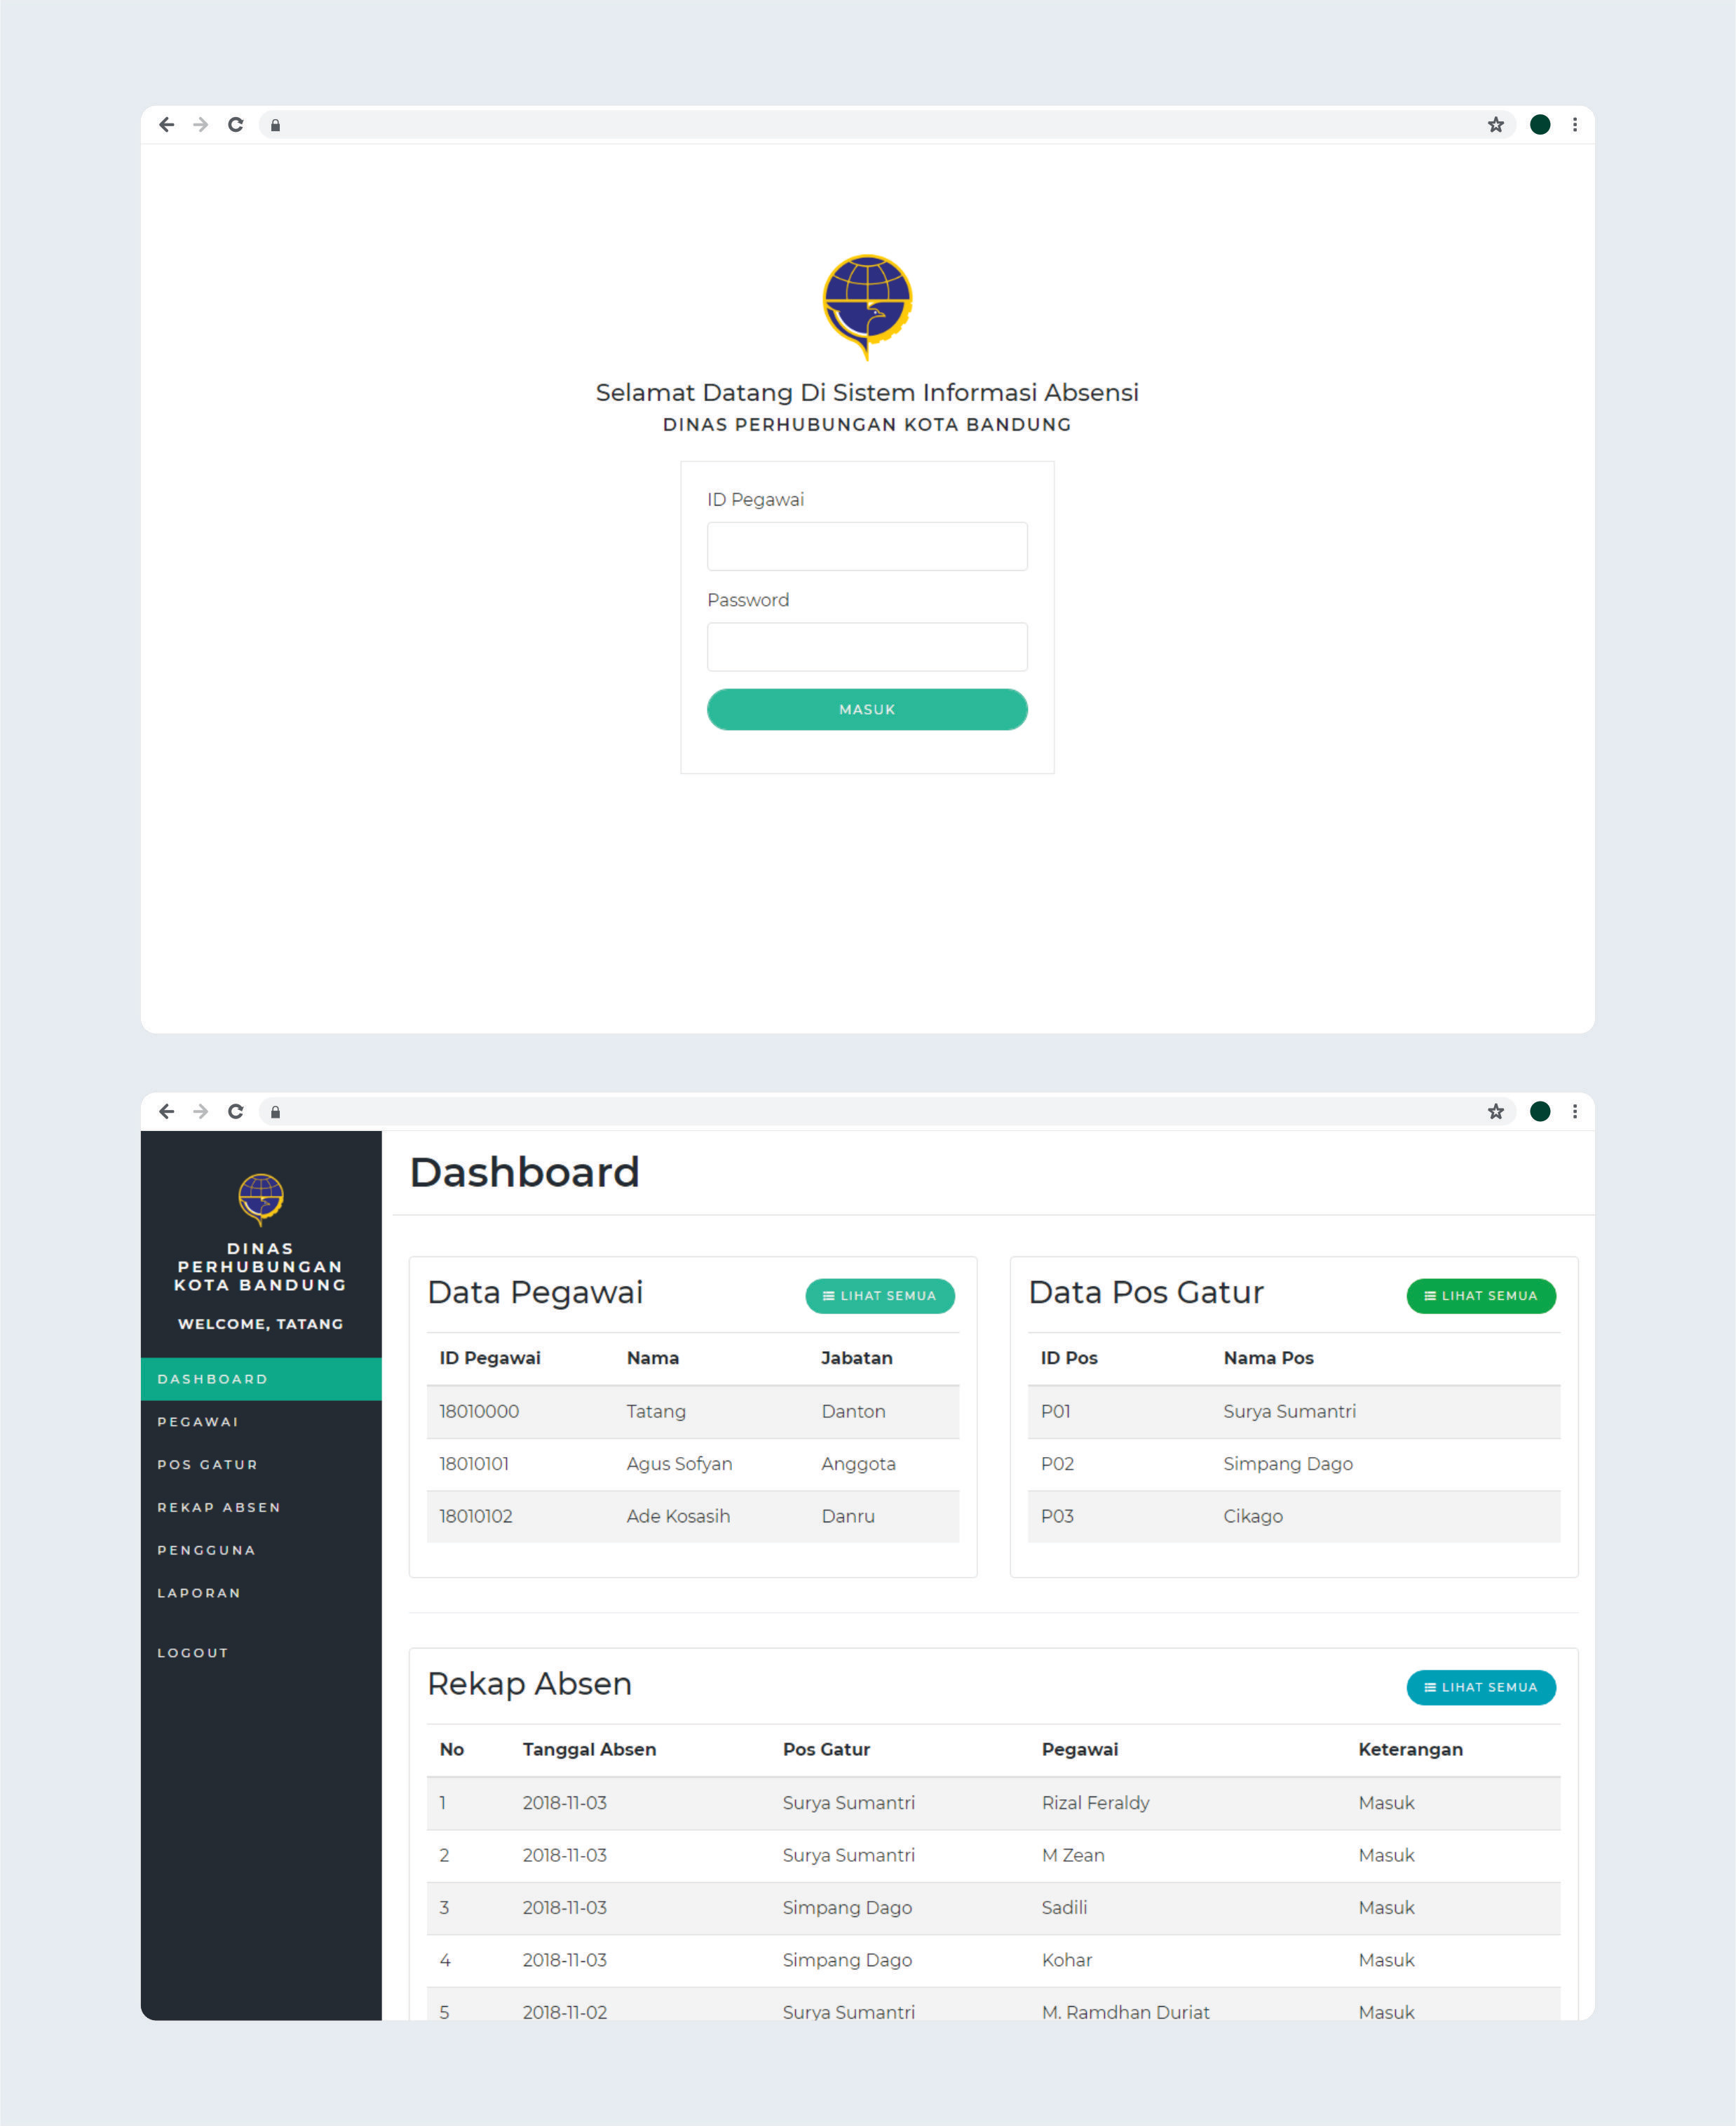 Selamat Datang Di Sistem Informasi Absensi
DINAS PERHUBUNGAN KOTA BANDUNG
ID Pegawai
Password
MASUK
DINAS
PERHUBUNGAN
KOTA BANDUNG
WELCOME, TATANG
DASHBOARD
PEGAWAI
POS GATUR
REKAP ABSEN
PENGGUNA
LAPORAN
LOGOUT
Dashboard
Data Pegawai
LIHAT SEMUA
ID Pegawai Nama Jabatan
18010000 Tatang Danton
18010101 Agus Sofyan Anggota
18010102 Ade Kosasih Danru
Data Pos Gatur
LIHAT SEMUA
ID Pos Nama Pos
P01 Surya Sumantri
P02 Simpang Dago
P03 Cikago
Rekap Absen
LIHAT SEMUA
No Tanggal Absen Pos Gatur Pegawai Keterangan
1 2018-11-03 Surya Sumantri Rizal Feraldy Masuk
2 2018-11-03 Surya Sumantri M Zean Masuk
3 2018-11-03 Simpang Dago Sadili Masuk
4 2018-11-03 Simpang Dago Kohar Masuk
5 2018-11-02 Surya Sumantri M. Ramdhan Duriat Masuk